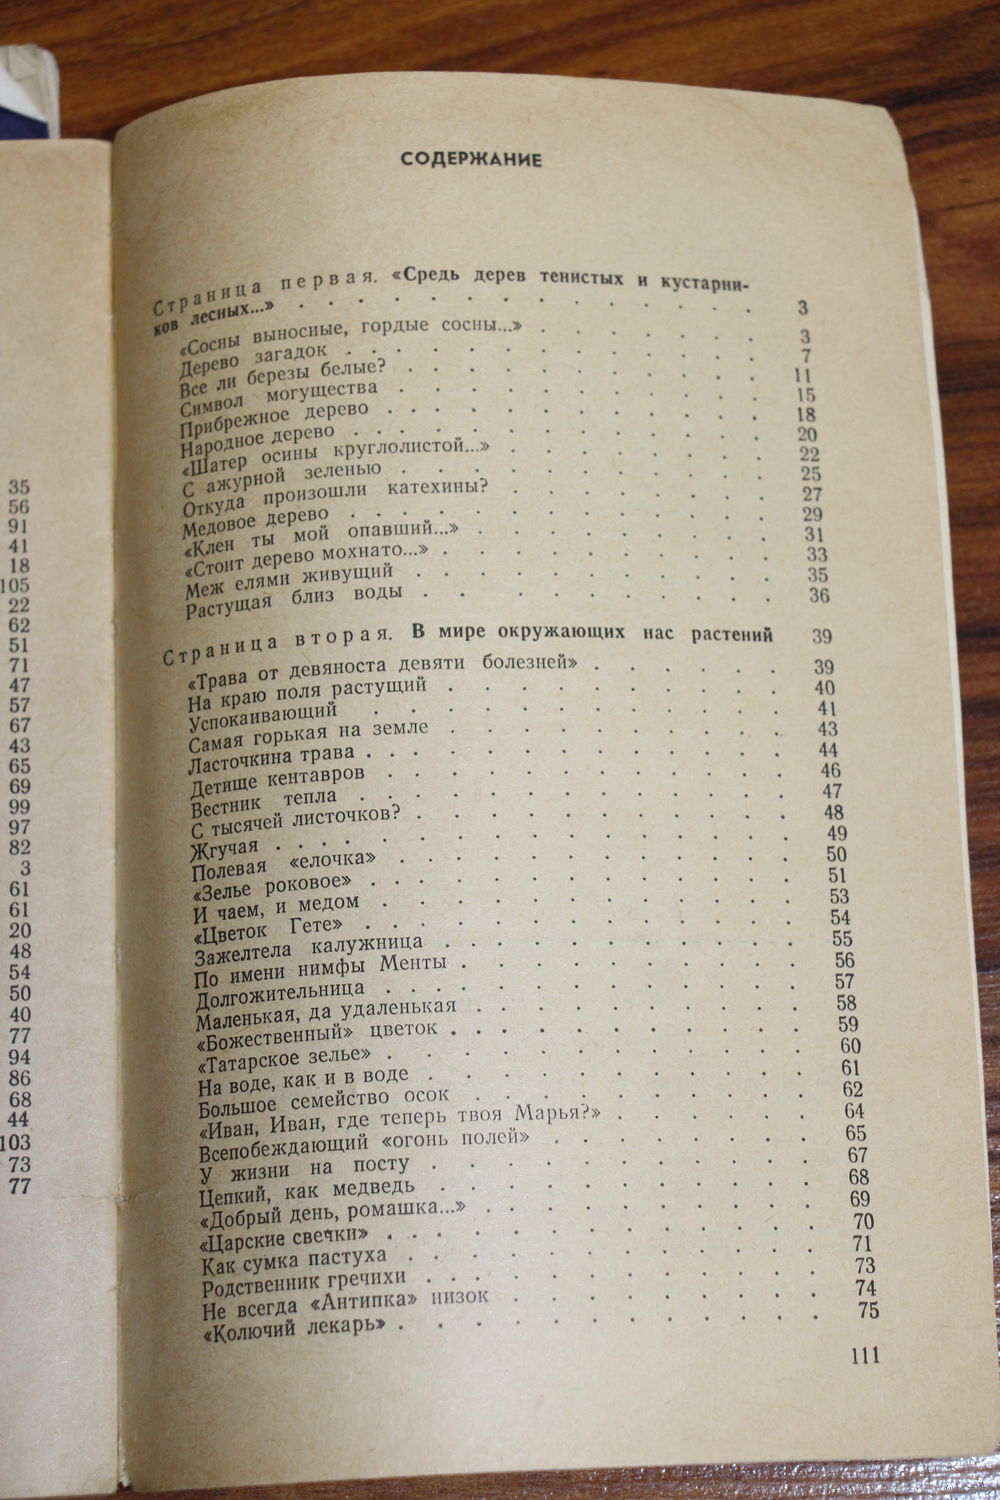 35
56
91
41
18
105
22
62
51
71
47
57
67
43
65
69
99
97
82
3
61
61
20
48
54
50
40
77
94
86
68
44
103
73
77
СОДЕРЖАНИЕ
Страница первая. «Средь дерев тенистых и кустарни-
ков лесных...» . . . . . . . . . . . . 3
«Сосны выносные, гордые сосны...» . . . . . . . 3
Дерево загадок . . . . . . . . . . . 7
Все ли березы белые? . . . . . . . . . . 11
Символ могущества . . . . . . . . . . 15
Прибрежное дерево . . . . . . . . . . 18
Народное дерево . . . . . . . . . . . 20
«Шатер осины круглолистой...» . . . . . . . 22
С ажурной зеленью . . . . . . . . . . 25
Откуда произошли катехины? . . . . . . . 27
Медовое дерево . . . . . . . . . . . 29
«Клен ты мой опавший...» . . . . . . . . 31
«Стоит дерево мохнато...» . . . . . . . . . 33
Меж елями живущий . . . . . . . . . 35
Растущая близ воды . . . . . . . . . 36
Страница вторая. В мире окружающих нас растений 39
«Трава от девяноста девяти болезней» . . . . . 39
На краю поля растущий . . . . . . . . . 40
Успокаивающий . . . . . . . . . . . 41
Самая горькая на земле . . . . . . . . . 43
Ласточкина трава . . . . . . . . . . . 44
Детище кентавров . . . . . . . . . . 46
Вестник тепла . . . . . . . . . . . 47
С тысячей листочков? . . . . . . . . . . 48
Жгучая . . . . . . . . . . . . . 49
Полевая «елочка» . . . . . . . . . . 50
«Зелье роковое» . . . . . . . . . . . 51
И чаем, и медом . . . . . . . . . . 53
«Цветок Гете» . . . . . . . . . . . 54
Зажелтела калужница . . . . . . . . . 55
По имени нимфы Менты . . . . . . . . . 56
Долгожительница . . . . . . . . . . . 57
Маленькая, да удаленькая . . . . . . . . 58
«Божественный» цветок . . . . . . . . . 59
«Татарское зелье» . . . . . . . . . . . 60
На воде, как и в воде . . . . . . . . . . 61
Большое семейство осок . . . . . . . . 62
«Иван, Иван, где теперь твоя Марья?» . . . . . 64
Всепобеждающий «огонь полей» . . . . . . 65
У жизни на посту . . . . . . . . . . 67
Цепкий, как медведь . . . . . . . . . 68
«Добрый день, ромашка...» . . . . . . . . 69
«Царские свечки» . . . . . . . . . . . 70
Как сумка пастуха . . . . . . . . . . 71
Родственник гречихи . . . . . . . . . . 73
Не всегда «Антипка» низок . . . . . . . . 74
«Колючий лекарь» . . . . . . . . . . . 75
111